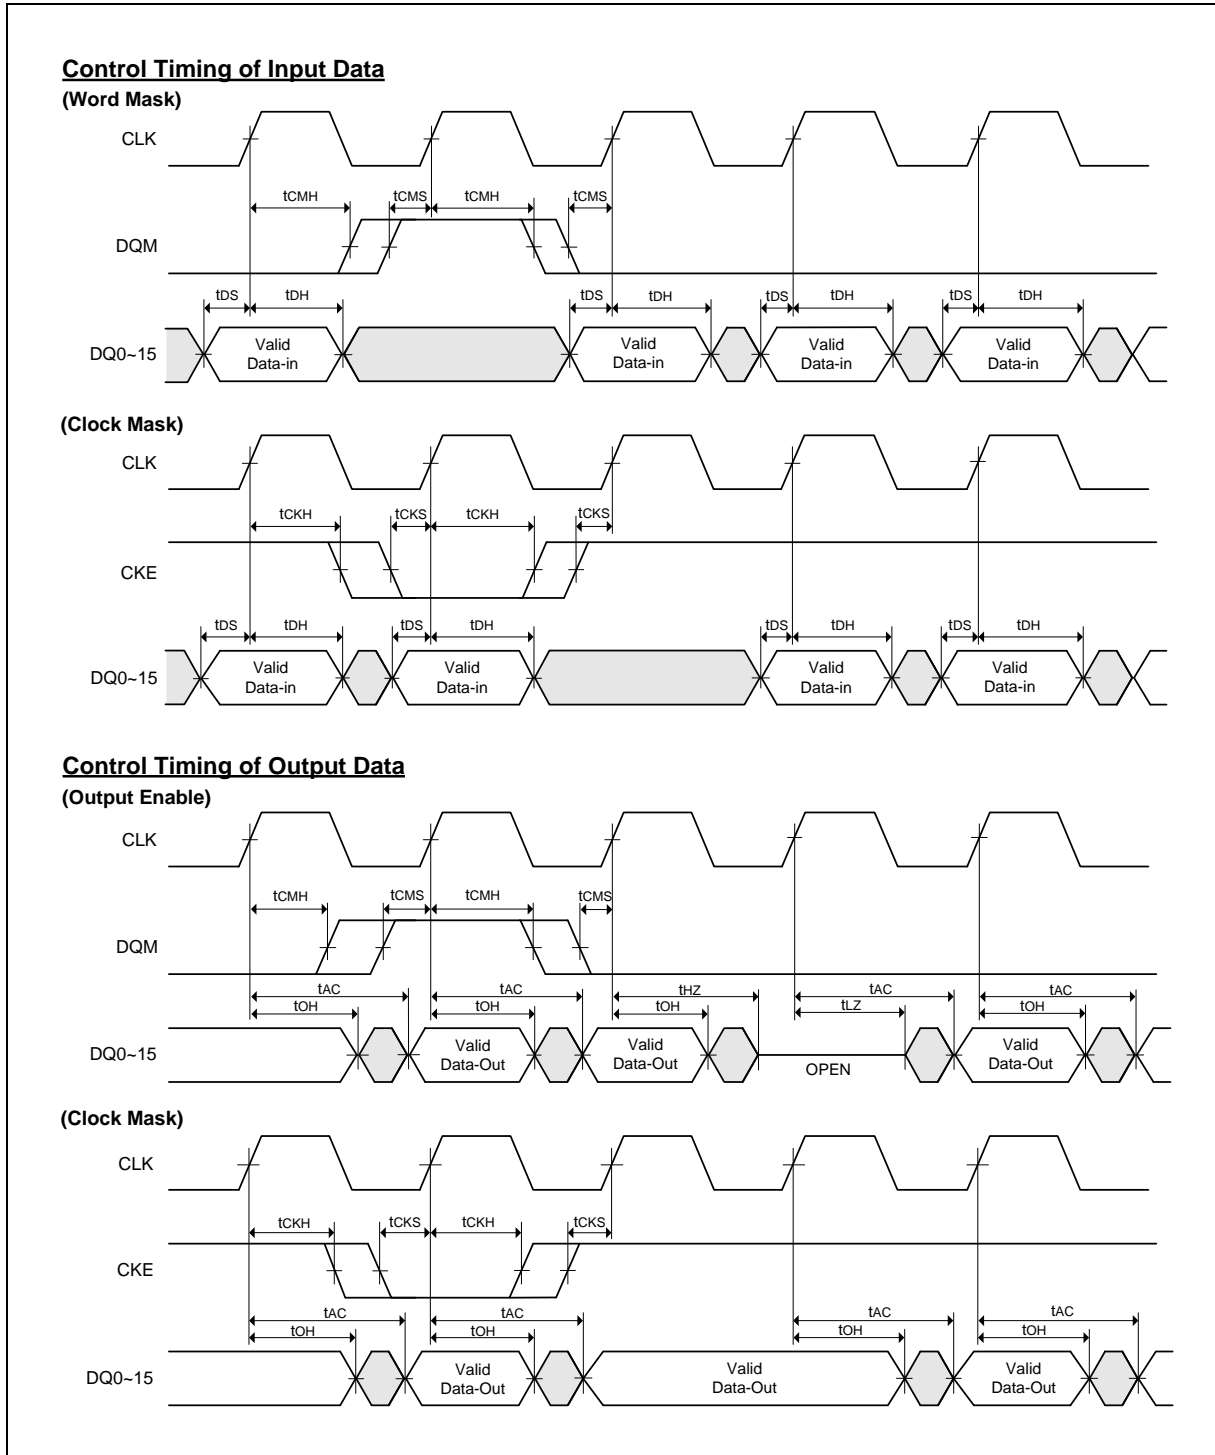 Control Timing of Input Data
(Word Mask)
CLK
tCMH tCMS tCMH tCMS
DQM
tDS tDH tDS tDH tDS tDH tDS tDH
DQ0~15
Valid Data-in
Valid Data-in
Valid Data-in
Valid Data-in
(Clock Mask)
CLK
tCKH tCKS tCKH tCKS
CKE
tDS tDH tDS tDH tDS tDH tDS tDH
DQ0~15
Valid Data-in
Valid Data-in
Valid Data-in
Valid Data-in
Control Timing of Output Data
(Output Enable)
CLK
tCMH tCMS tCMH tCMS
DQM
tAC tAC tHZ tAC tAC
tOH tOH tOH tLZ tOH
DQ0~15
Valid Data-Out
Valid Data-Out
OPEN
Valid Data-Out
(Clock Mask)
CLK
tCKH tCKS tCKH tCKS
CKE
tAC tAC tAC tAC
tOH tOH tOH tOH
DQ0~15
Valid Data-Out
Valid Data-Out
Valid Data-Out